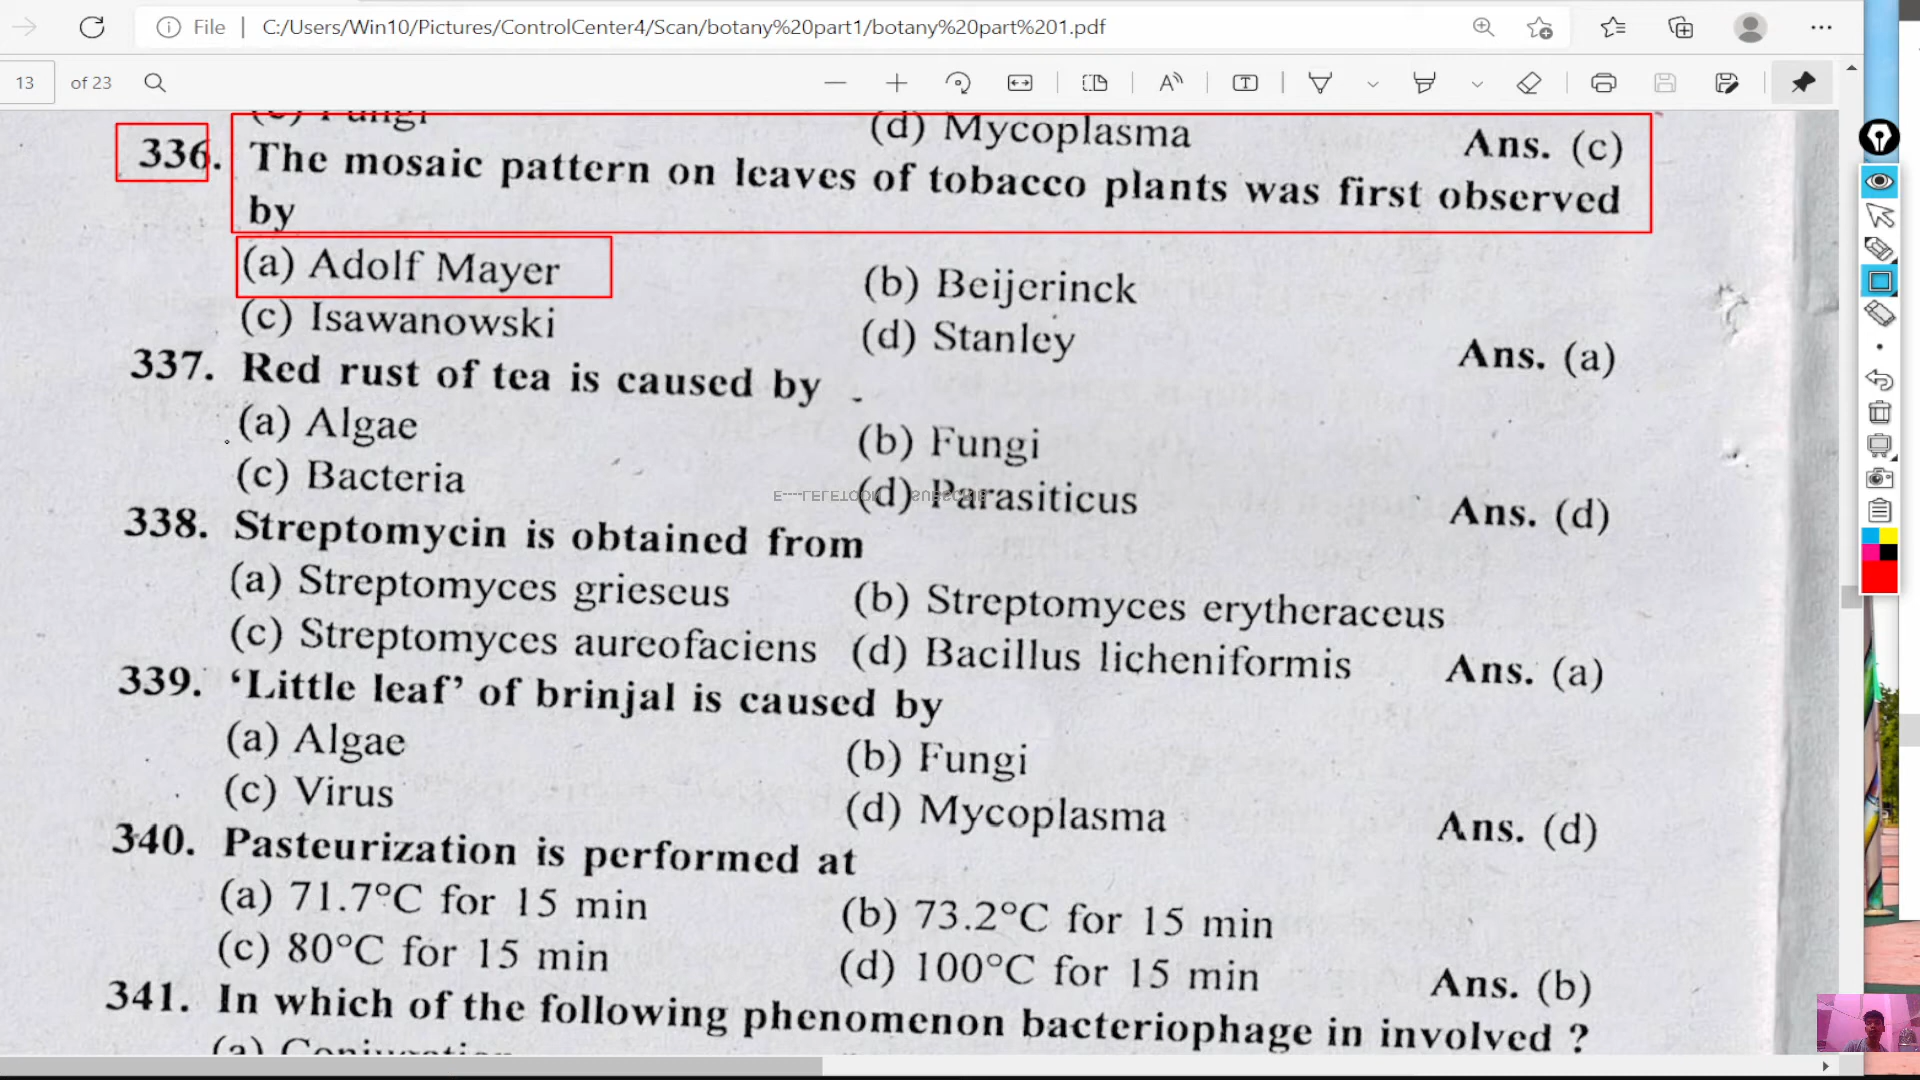 File | C:/Users/Win10/Pictures/ControlCenter4/Scan/botany%20part1/botany%20part%201.pdf
13 of 23
(c) Fungi (d) Mycoplasma Ans. (c)
336. The mosaic pattern on leaves of tobacco plants was first observed
by
(a) Adolf Mayer (b) Beijerinck
(c) Isawanowski (d) Stanley Ans. (a)
337. Red rust of tea is caused by
(a) Algae (b) Fungi
(c) Bacteria (d) Parasiticus Ans. (d)
338. Streptomycin is obtained from
(a) Streptomyces grieseus (b) Streptomyces erytheraceus
(c) Streptomyces aureofaciens (d) Bacillus licheniformis Ans. (a)
339. ‘Little leaf’ of brinjal is caused by
(a) Algae (b) Fungi
(c) Virus (d) Mycoplasma Ans. (d)
340. Pasteurization is performed at
(a) 71.7°C for 15 min (b) 73.2°C for 15 min
(c) 80°C for 15 min (d) 100°C for 15 min Ans. (b)
341. In which of the following phenomenon bacteriophage in involved ?
(a) Conjugation